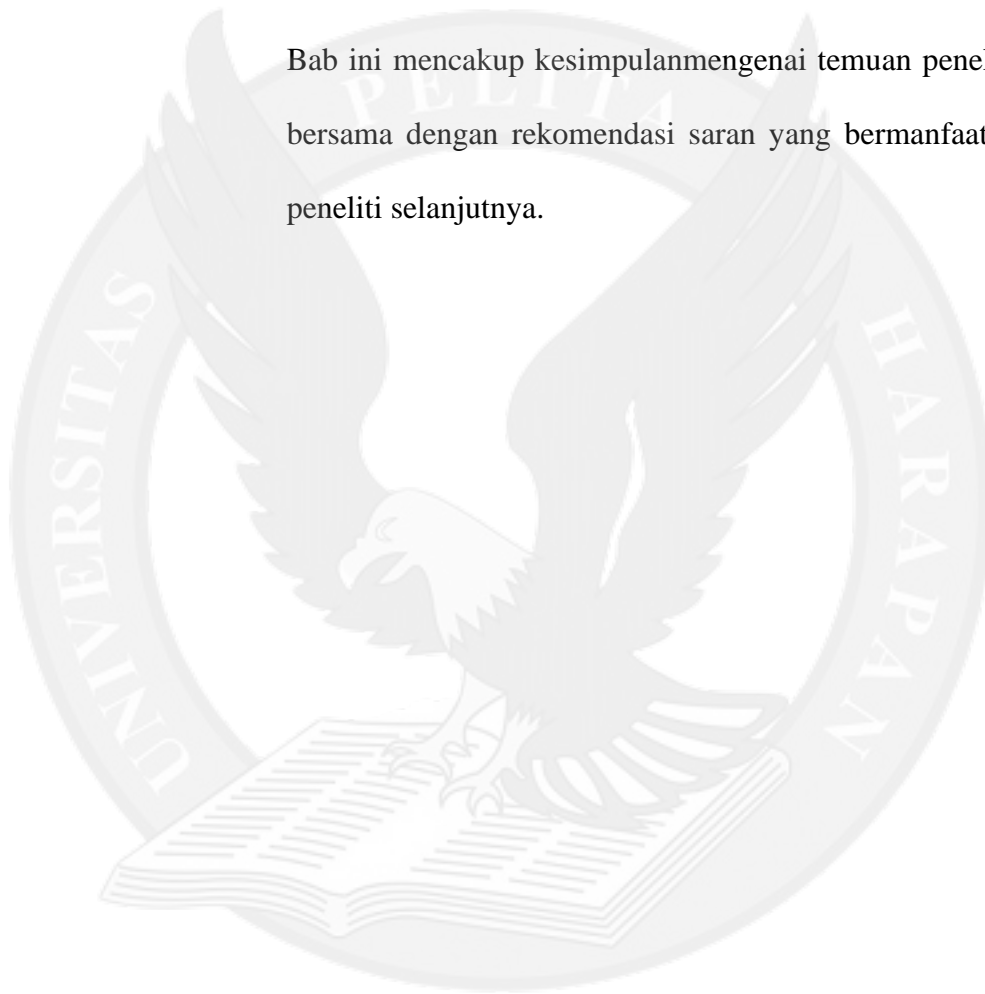 Bab ini mencakup kesimpulanmengenai temuan
bersama dengan rekomendasi saran yang bermanfaat
peneliti selanjutnya.
UNIVERSITAS PELITA HARAPAN